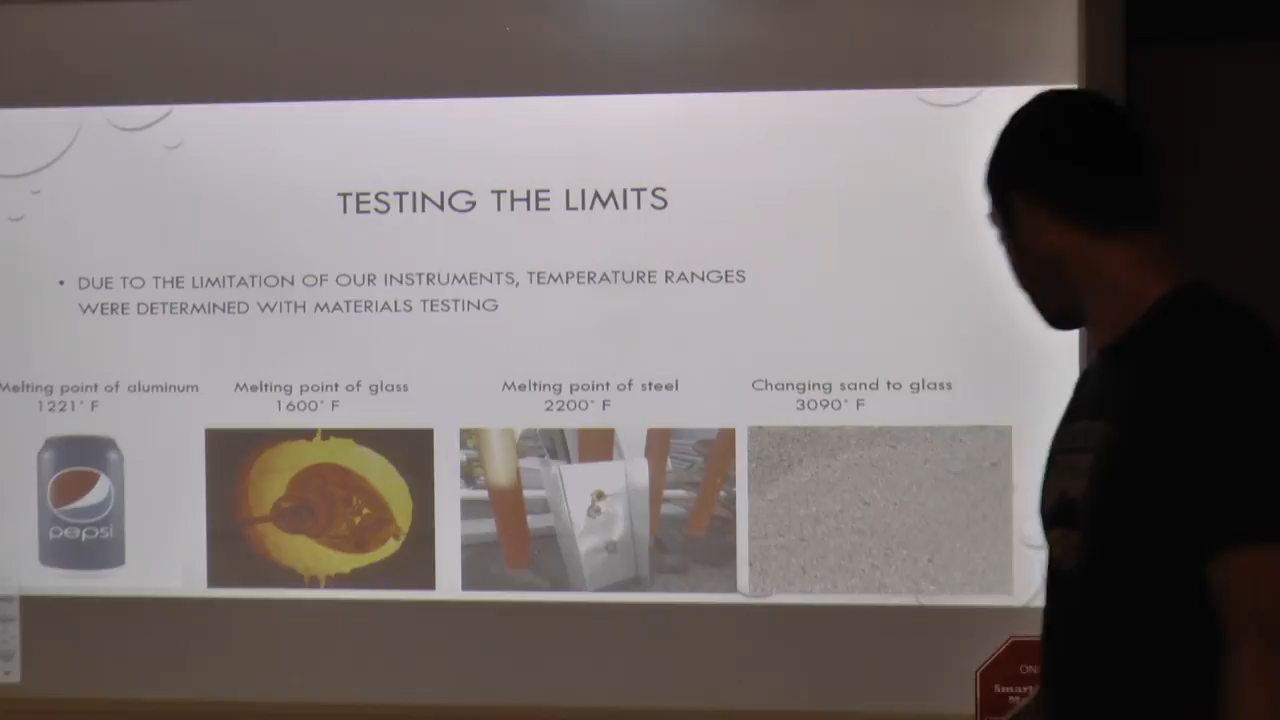 TESTING THE LIMITS
• DUE TO THE LIMITATION OF OUR INSTRUMENTS, TEMPERATURE RANGES
WERE DETERMINED WITH MATERIALS TESTING
Melting point of aluminum
1221° F
Melting point of glass
1600° F
Melting point of steel
2200° F
Changing sand to glass
3090° F
pepsi
ON
Smart